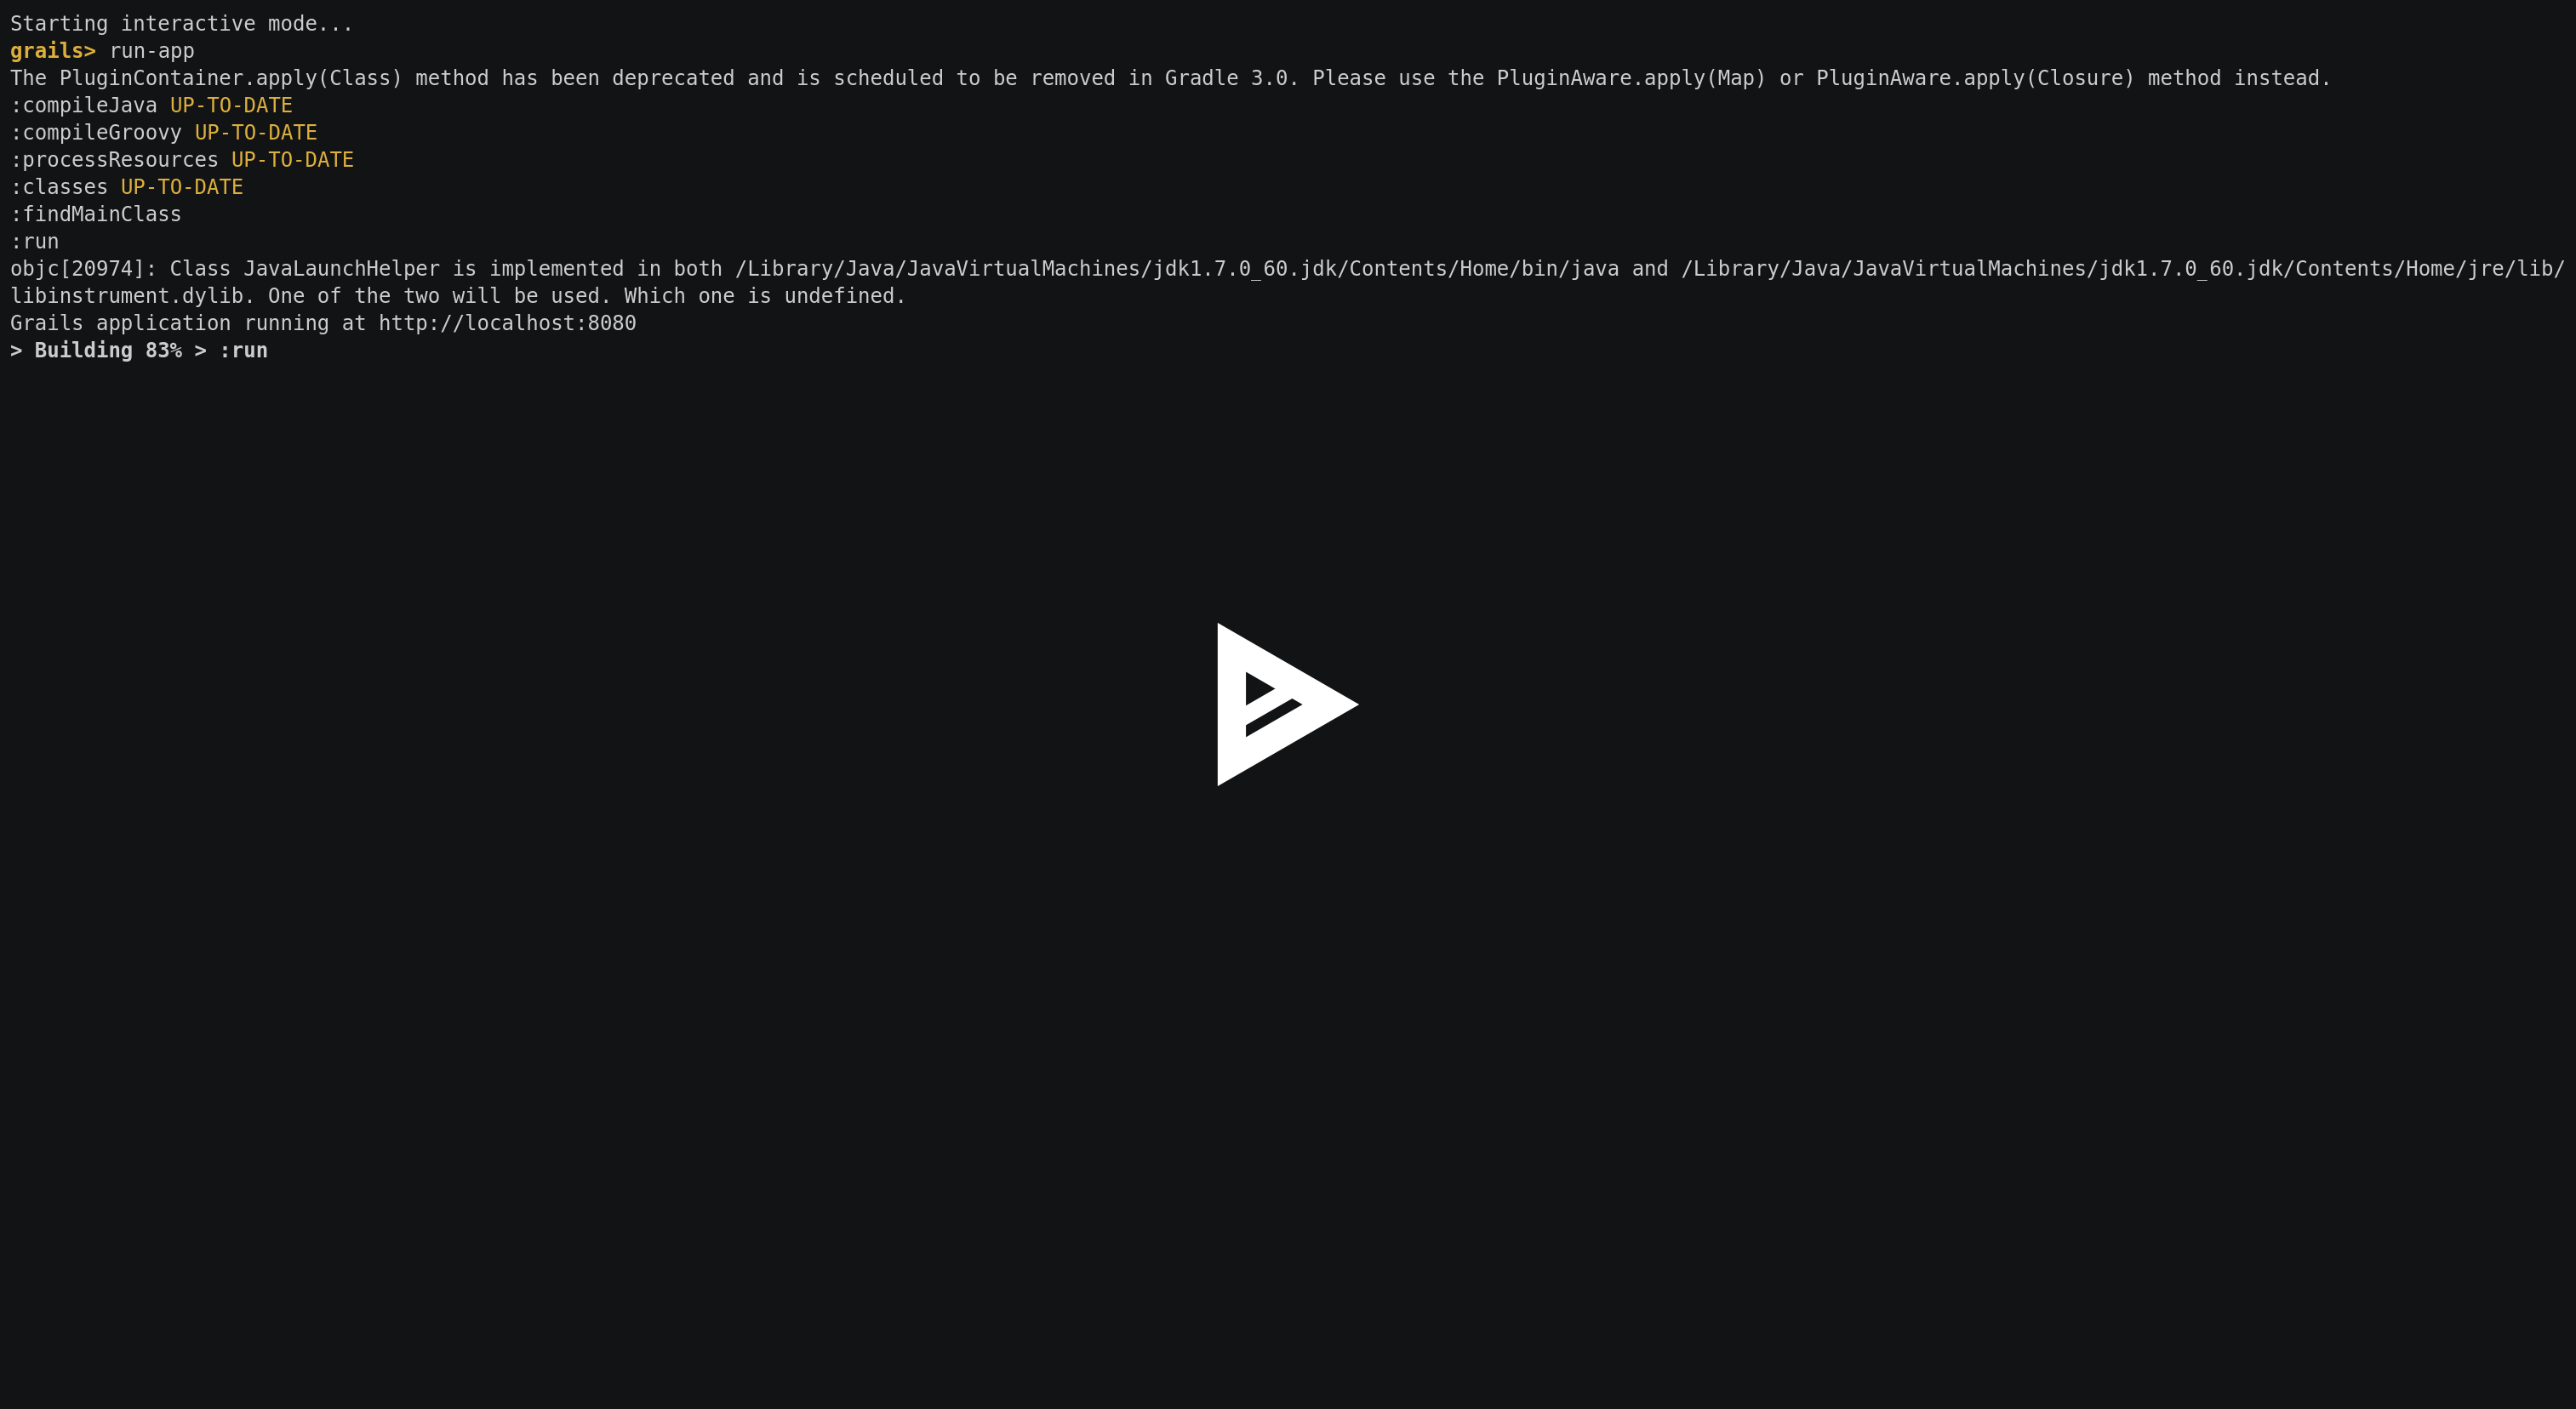 Starting interactive mode...
grails> run-app
The PluginContainer.apply(Class) method has been deprecated and is scheduled to be removed in Gradle 3.0. Please use the PluginAware.apply(Map) or PluginAware.apply(Closure) method instead.
:compileJava UP-TO-DATE
:compileGroovy UP-TO-DATE
:processResources UP-TO-DATE
:classes UP-TO-DATE
:findMainClass
:run
objc[20974]: Class JavaLaunchHelper is implemented in both /Library/Java/JavaVirtualMachines/jdk1.7.0_60.jdk/Contents/Home/bin/java and /Library/Java/JavaVirtualMachines/jdk1.7.0_60.jdk/Contents/Home/jre/lib/
libinstrument.dylib. One of the two will be used. Which one is undefined.
Grails application running at http://localhost:8080
> Building 83% > :run